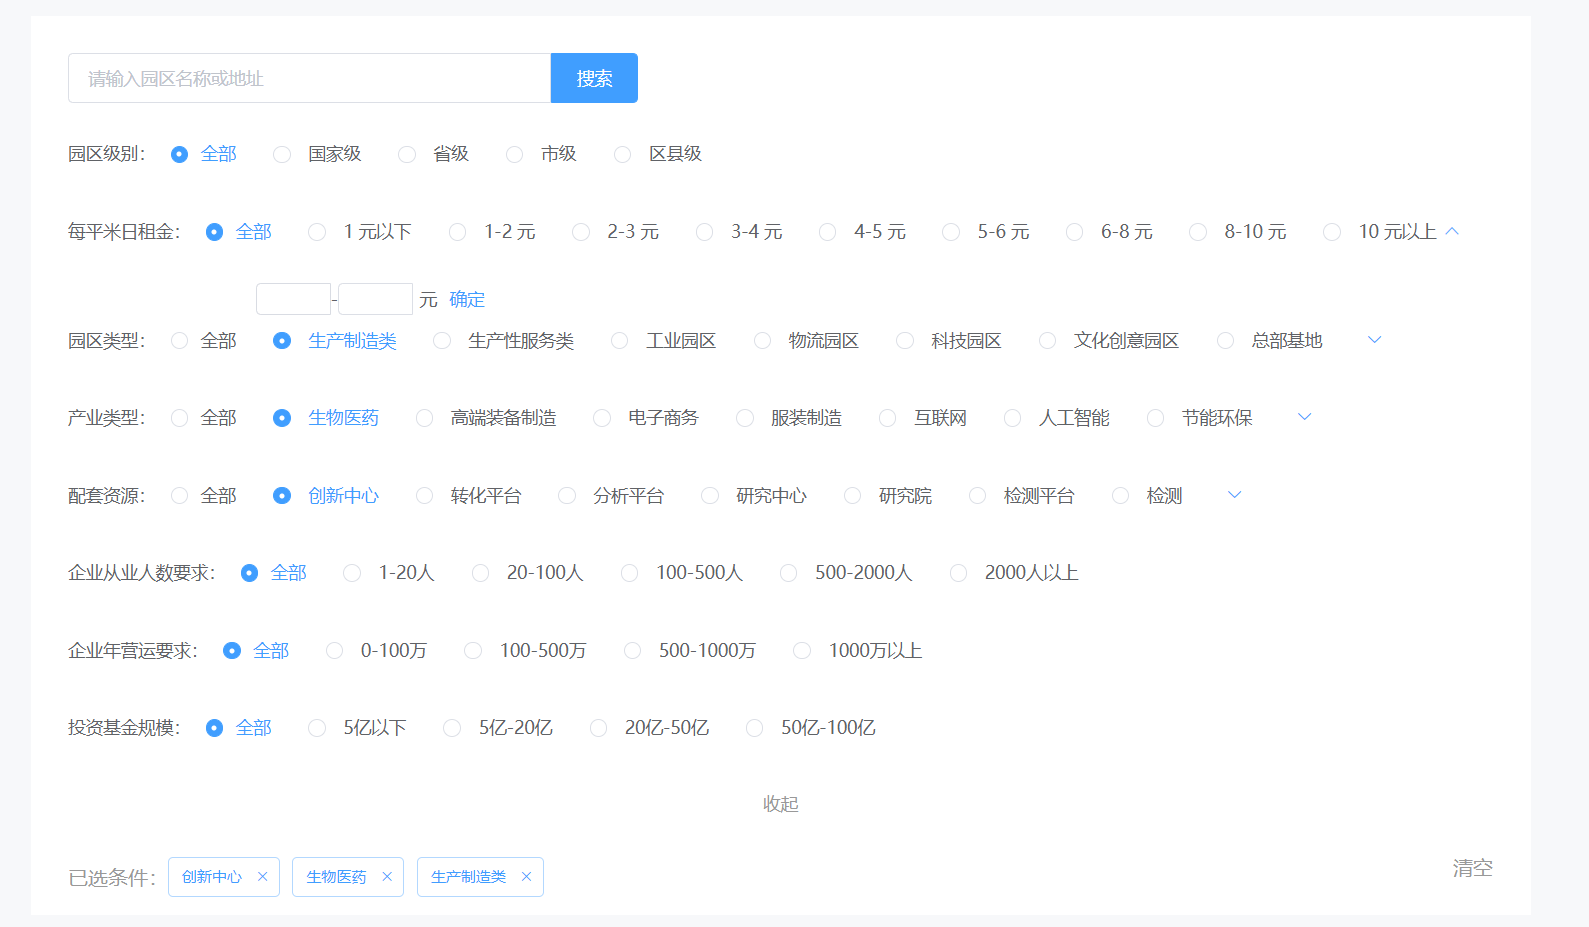 请输入园区名称或地址 搜索
园区级别： 全部 国家级 省级 市级 区县级
每平米日租金： 全部 1 元以下 1-2 元 2-3 元 3-4 元 4-5 元 5-6 元 6-8 元 8-10 元 10 元以上
- 元 确定
园区类型： 全部 生产制造类 生产性服务类 工业园区 物流园区 科技园区 文化创意园区 总部基地
产业类型： 全部 生物医药 高端装备制造 电子商务 服装制造 互联网 人工智能 节能环保
配套资源： 全部 创新中心 转化平台 分析平台 研究中心 研究院 检测平台 检测
企业从业人数要求： 全部 1-20人 20-100人 100-500人 500-2000人 2000人以上
企业年营运要求： 全部 0-100万 100-500万 500-1000万 1000万以上
投资基金规模： 全部 5亿以下 5亿-20亿 20亿-50亿 50亿-100亿
收起
已选条件： 创新中心 × 生物医药 × 生产制造类 × 清空